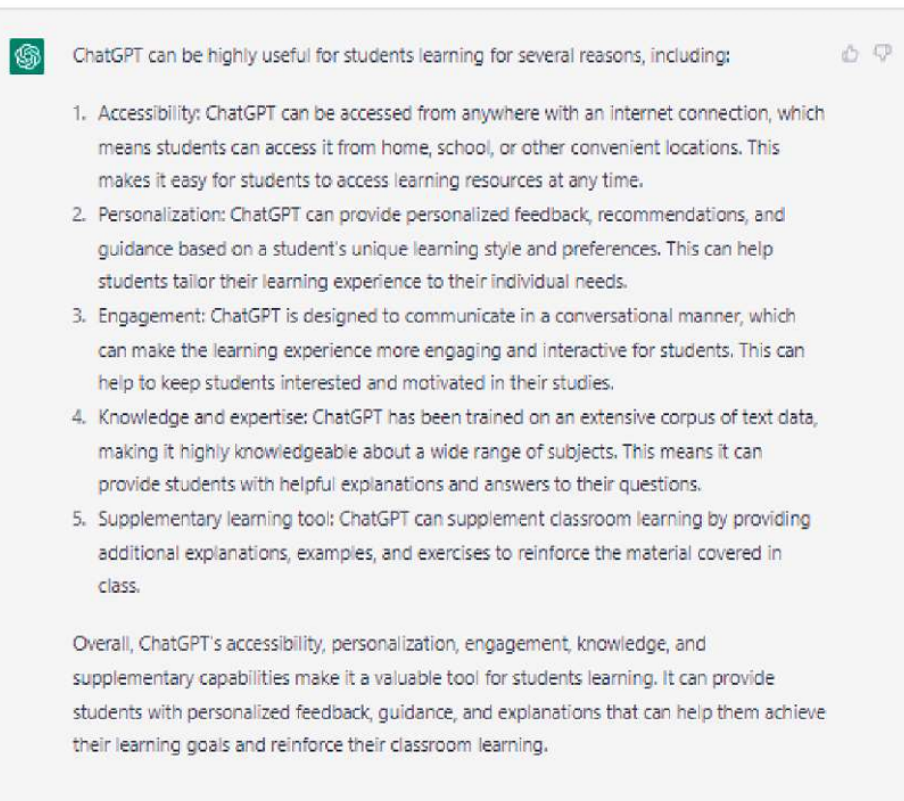 ChatGPT can be highly useful for students learning for several reasons, including:
1. Accessibility: ChatGPT can be accessed from anywhere with an internet connection, which
means students can access it from home, school, or other convenient locations. This
makes it easy for students to access learning resources at any time.
2. Personalization: ChatGPT can provide personalized feedback, recommendations, and
guidance based on a student's unique learning style and preferences. This can help
students tailor their learning experience to their individual needs.
3. Engagement: ChatGPT is designed to communicate in a conversational manner, which
can make the learning experience more engaging and interactive for students. This can
help to keep students interested and motivated in their studies.
4. Knowledge and expertise: ChatGPT has been trained on an extensive corpus of text data,
making it highly knowledgeable about a wide range of subjects. This means it can
provide students with helpful explanations and answers to their questions.
5. Supplementary learning tool: ChatGPT can supplement classroom learning by providing
additional explanations, examples, and exercises to reinforce the material covered in
class.
Overall, ChatGPT's accessibility, personalization, engagement, knowledge, and
supplementary capabilities make it a valuable tool for students learning. It can provide
students with personalized feedback, guidance, and explanations that can help them achieve
their learning goals and reinforce their classroom learning.